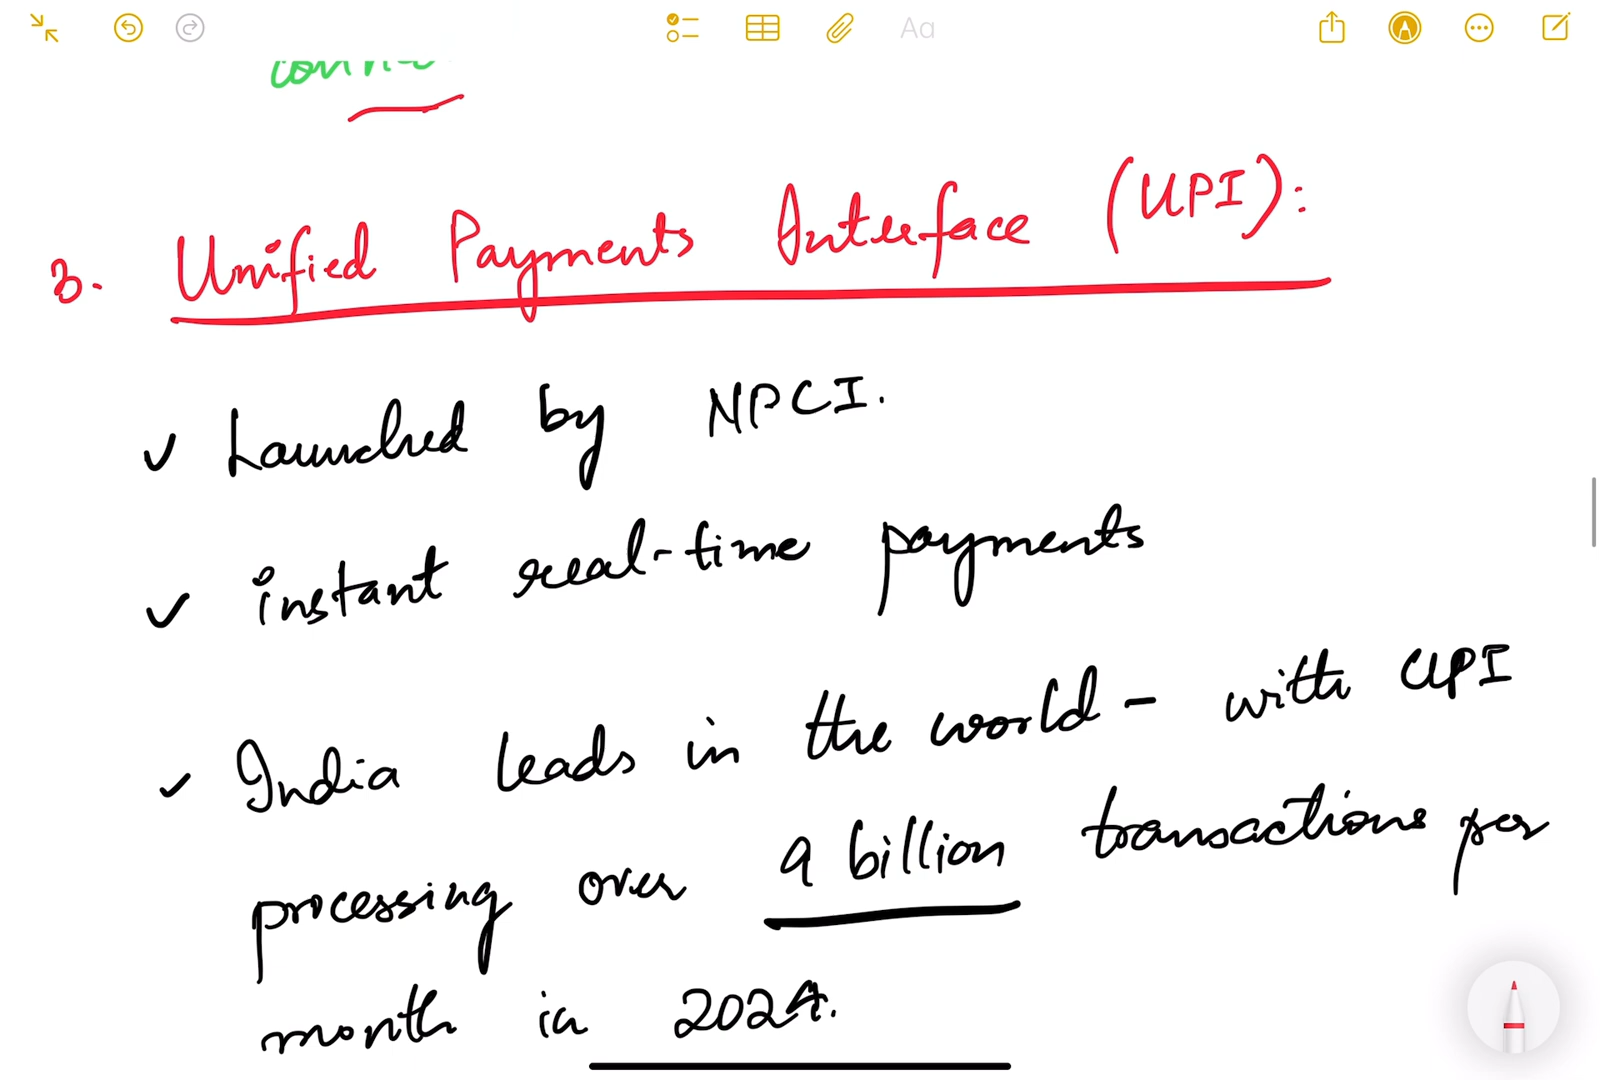 Aa
3. Unified Payments Interface (UPI):
✓ Launched by NPCI.
✓ instant real-time payments
✓ India leads in the world - with UPI
processing over 9 billion transactions per
month in 2024.